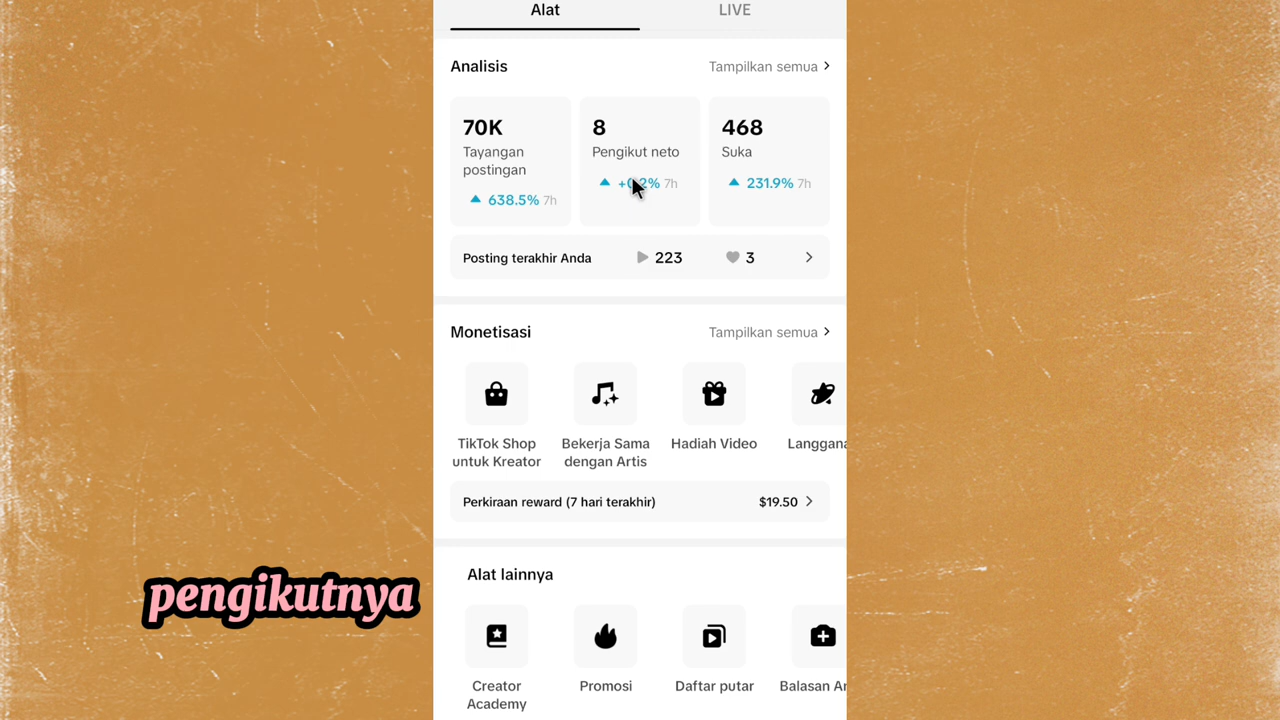 Alat
LIVE
Analisis
Tampilkan semua
70K
Tayangan
postingan
638.5% 7h
8
Pengikut neto
7h
468
Suka
231.9% 7h
Posting terakhir Anda
223
3
Monetisasi
Tampilkan semua
TikTok Shop
untuk Kreator
Bekerja Sama
dengan Artis
Hadiah Video
Perkiraan reward (7 hari terakhir)
$19.50
Alat lainnya
Creator
Academy
Promosi
Daftar putar
Balasan
pengikutnya